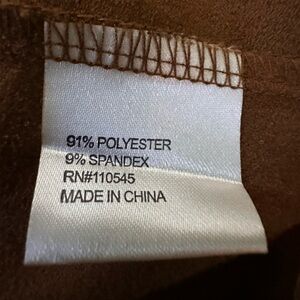 91% POLYESTER
9% SPANDEX
RN#110545
MADE IN CHINA